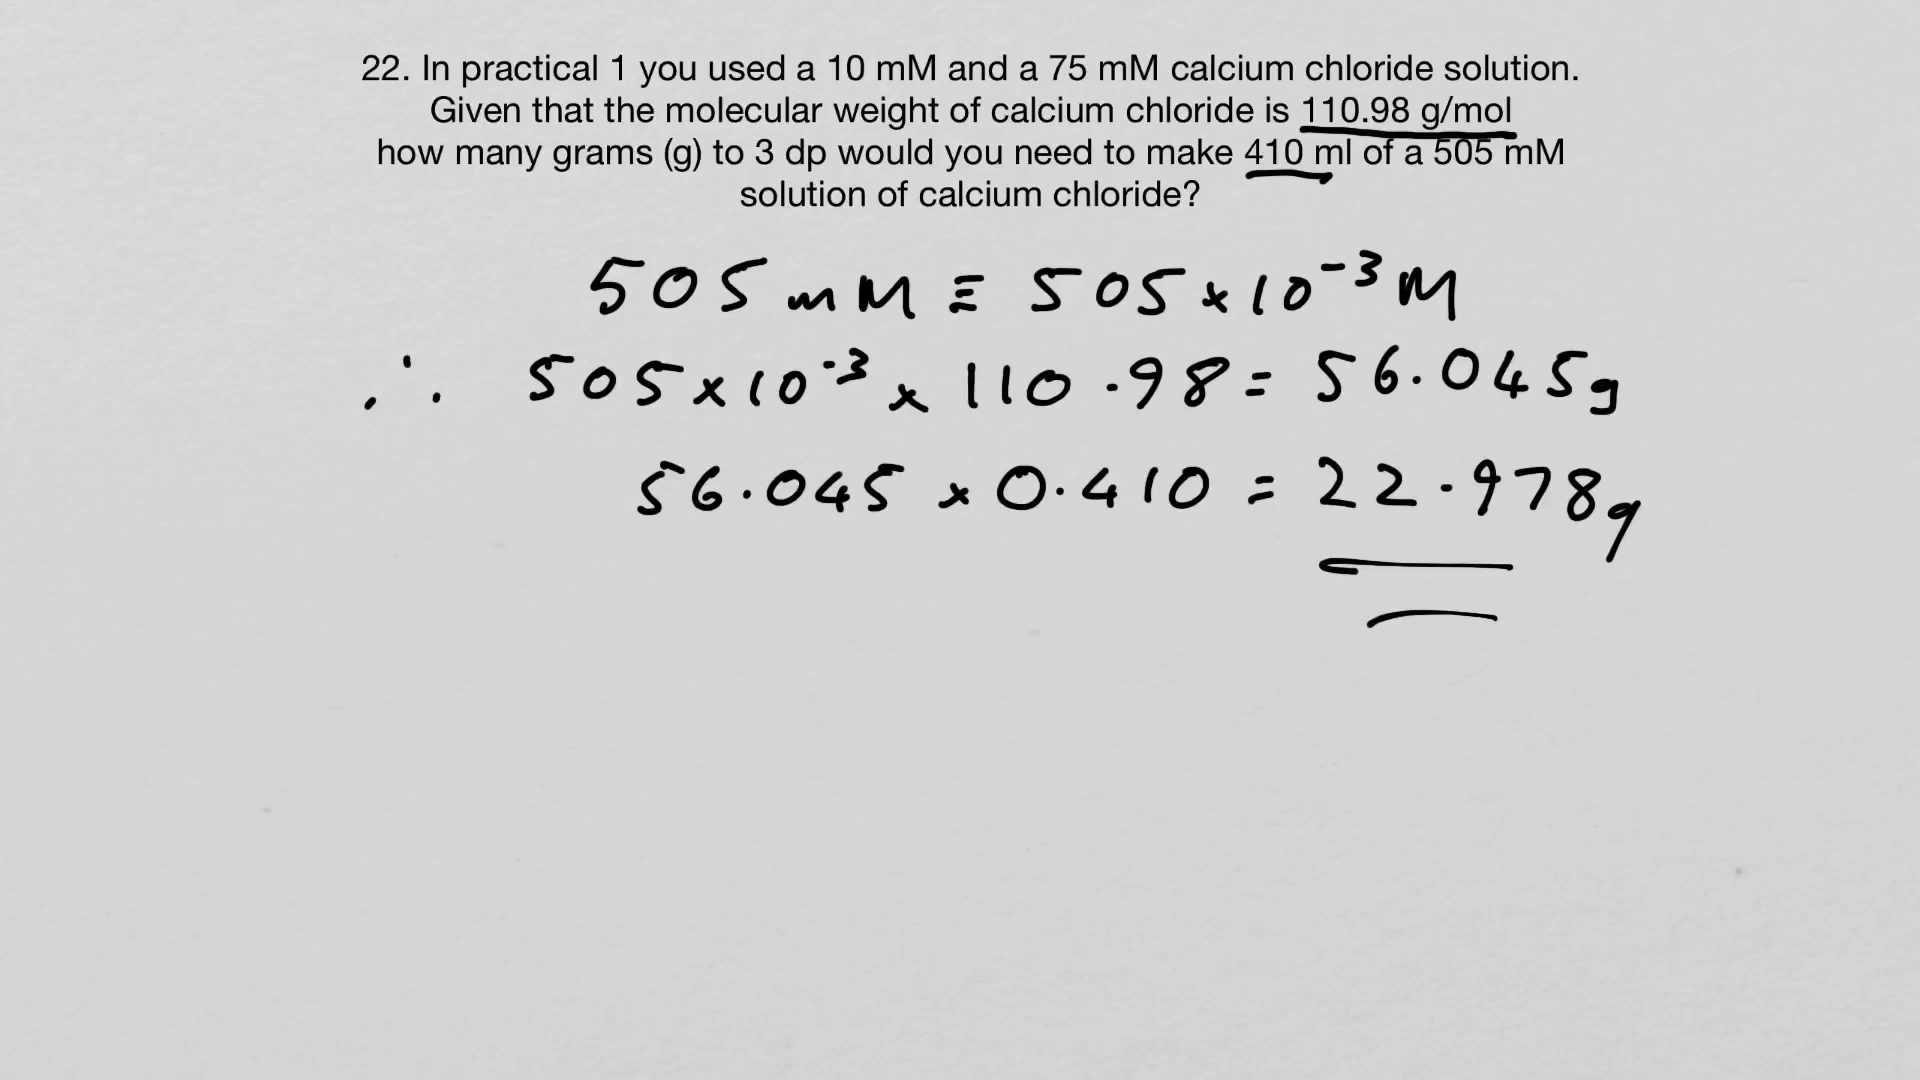 22. In practical 1 you used a 10 mM and a 75 mM calcium chloride solution.
Given that the molecular weight of calcium chloride is 110.98 g/mol
how many grams (g) to 3 dp would you need to make 410 ml of a 505 mM
solution of calcium chloride?
505 mM ≡ 505 × 10⁻³ M
∴ 505 × 10⁻³ × 110.98 = 56.045g
56.045 × 0.410 = 22.978g